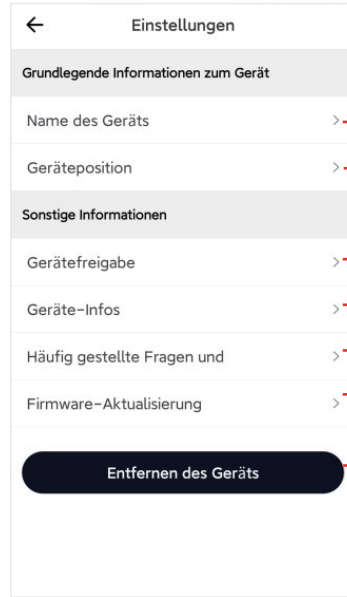 Einstellungen
Grundlegende Informationen zum Gerät
Name des Geräts
Geräteposition
Sonstige Informationen
Gerätefreigabe
Geräte-Infos
Häufig gestellte Fragen und
Firmware-Aktualisierung
Entfernen des Geräts